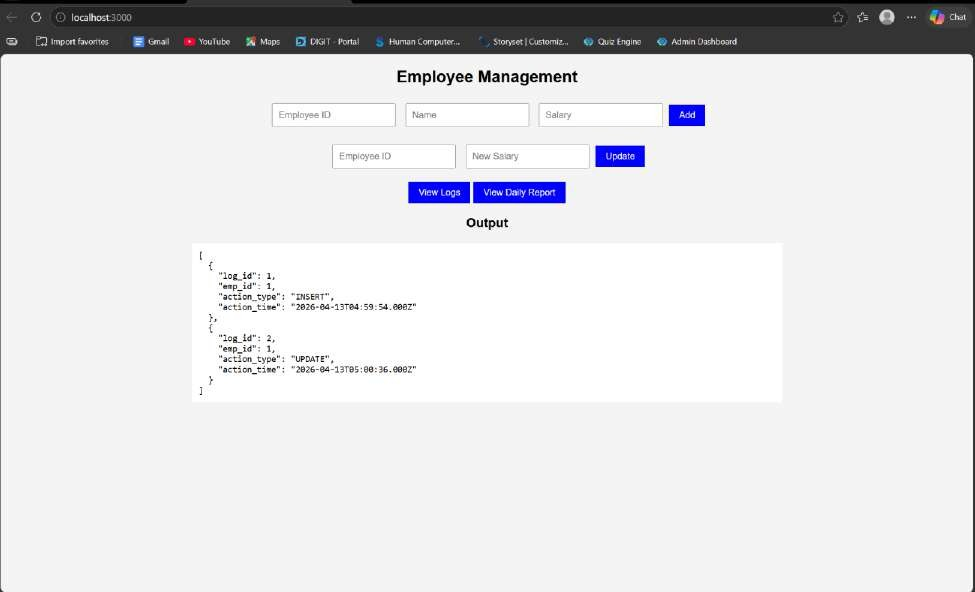 localhost:3000
Chat
Import favorites Gmail YouTube Maps DIGIT - Portal Human Computer... Storyset | Customiz... Quiz Engine Admin Dashboard
Employee Management
Employee ID Name Salary Add
Employee ID New Salary Update
View Logs View Daily Report
Output
[
  {
    "log_id": 1,
    "emp_id": 1,
    "action_type": "INSERT",
    "action_time": "2026-04-13T04:59:54.000Z"
  },
  {
    "log_id": 2,
    "emp_id": 1,
    "action_type": "UPDATE",
    "action_time": "2026-04-13T05:00:36.000Z"
  }
]